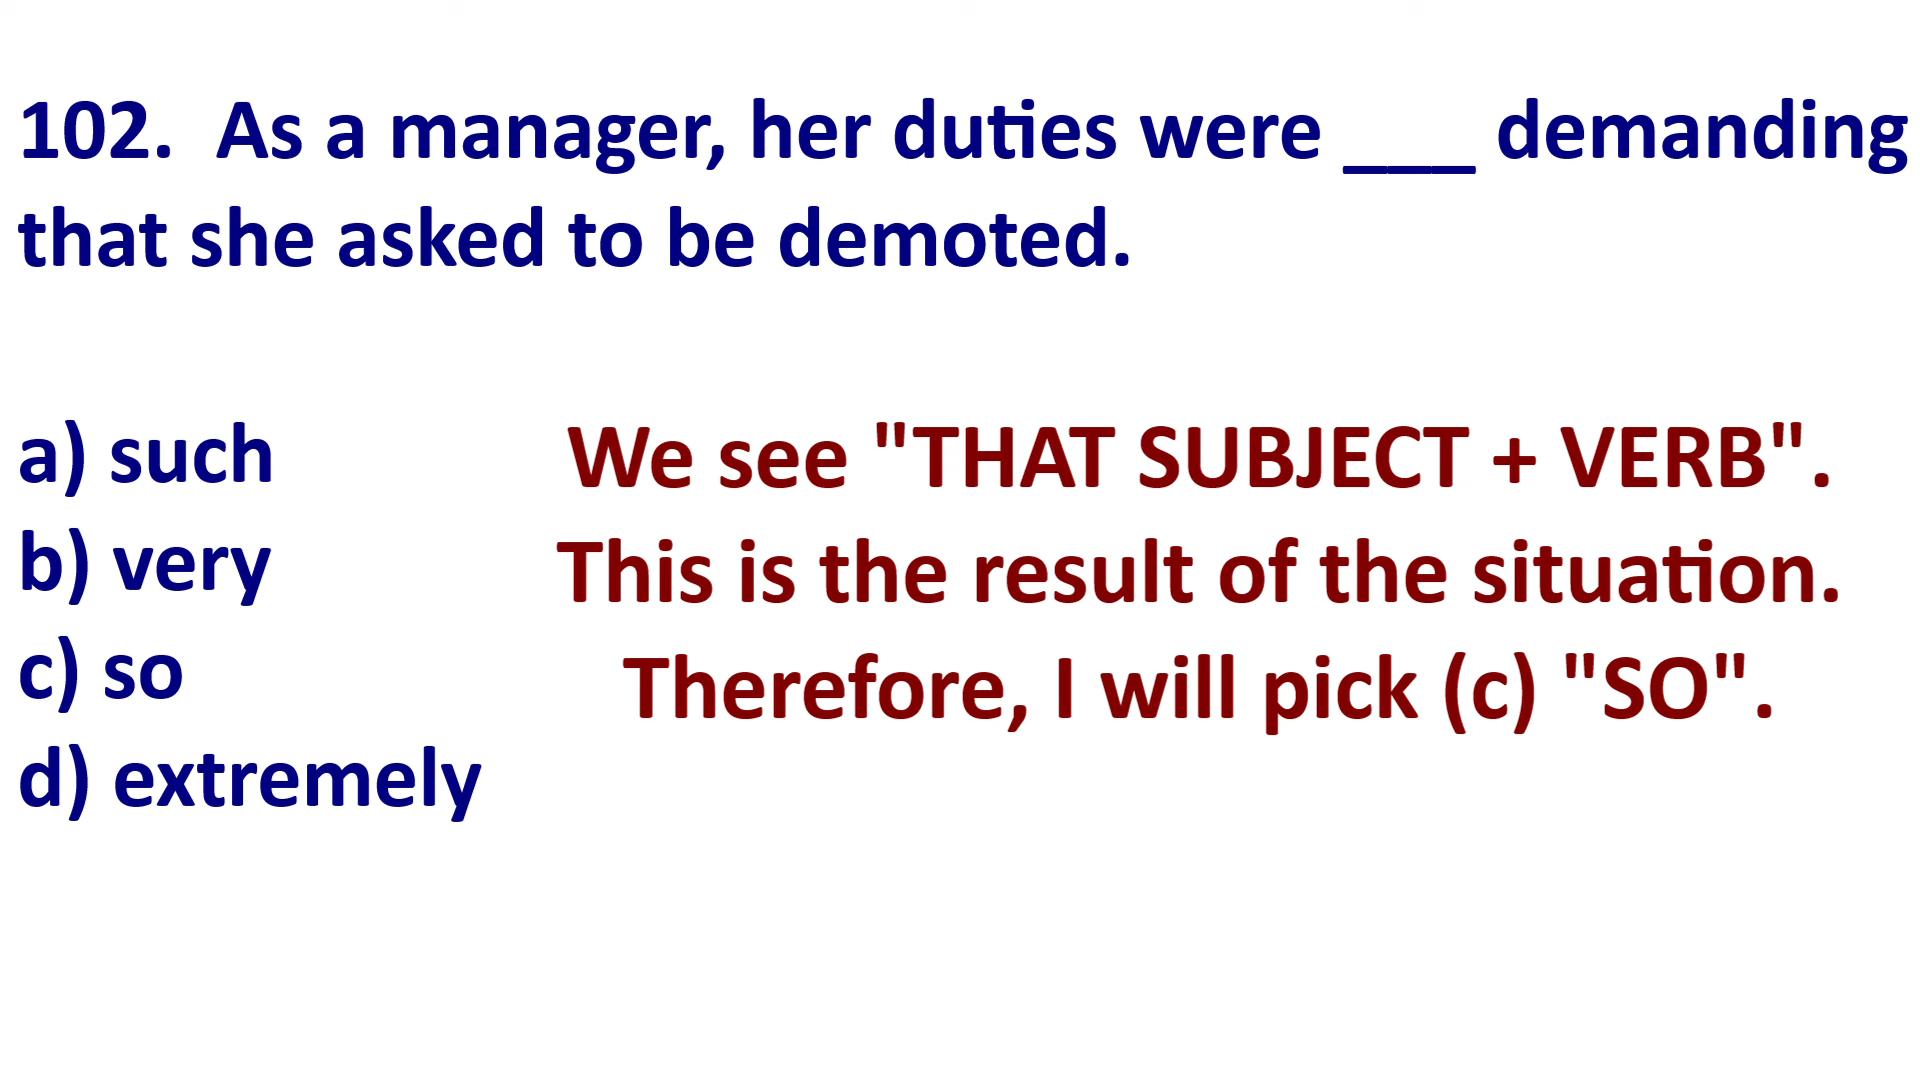 102. As a manager, her duties were ___ demanding
that she asked to be demoted.
a) such
b) very
c) so
d) extremely
We see "THAT SUBJECT + VERB".
This is the result of the situation.
Therefore, I will pick (c) "SO".